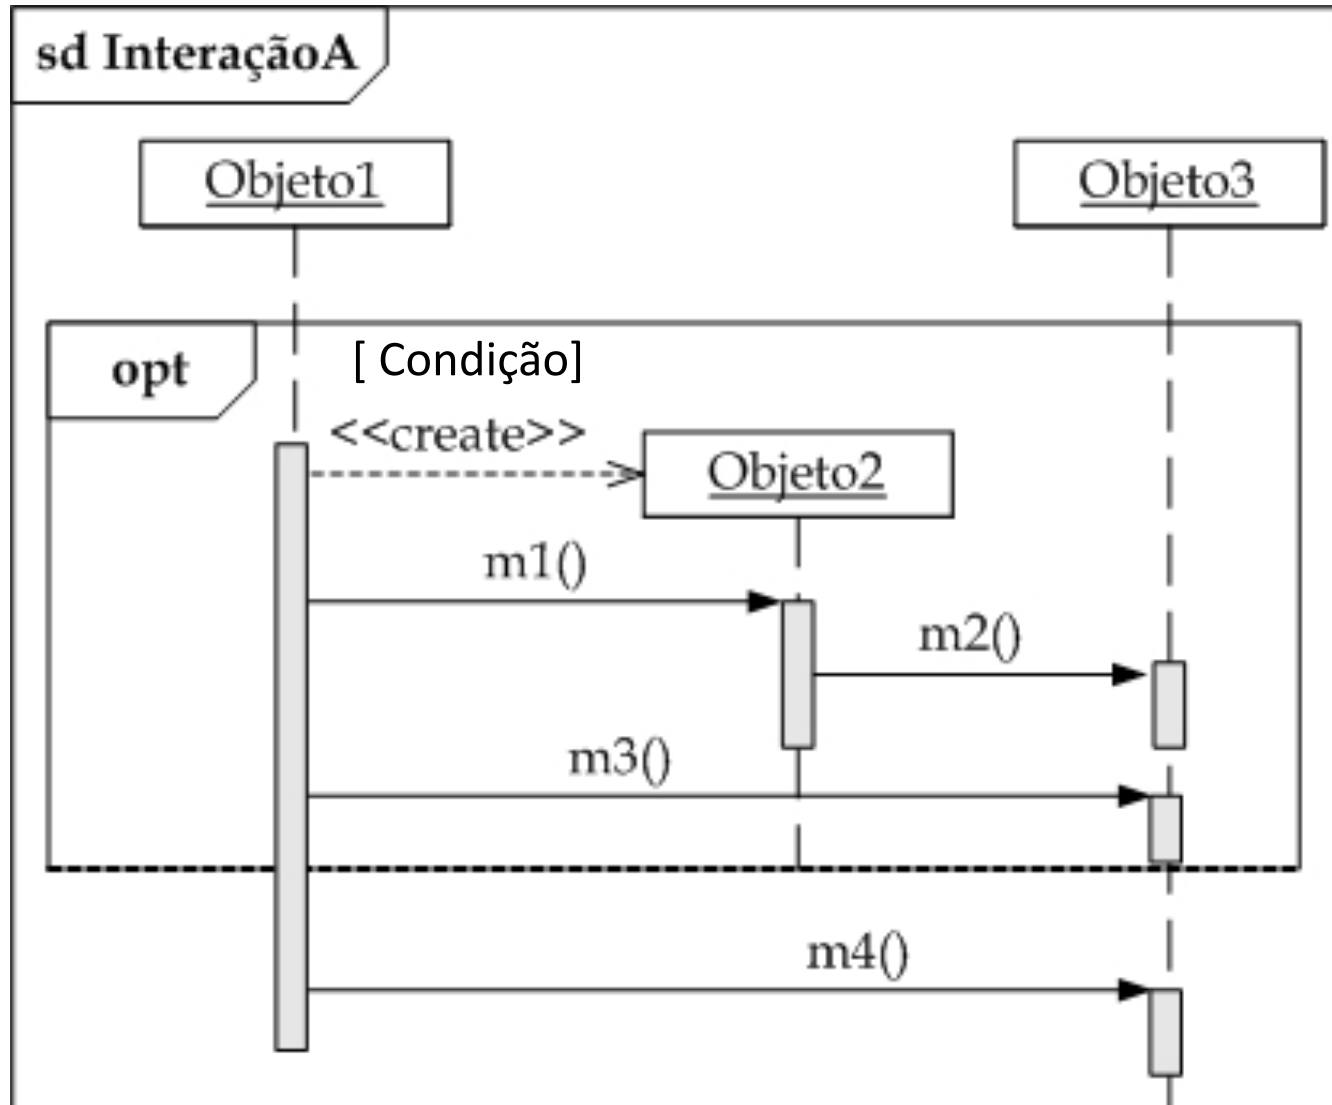 sd InteraçãoA
Objeto1
Objeto3
opt
[ Condição]
<<create>>
Objeto2
m1()
m2()
m3()
m4()